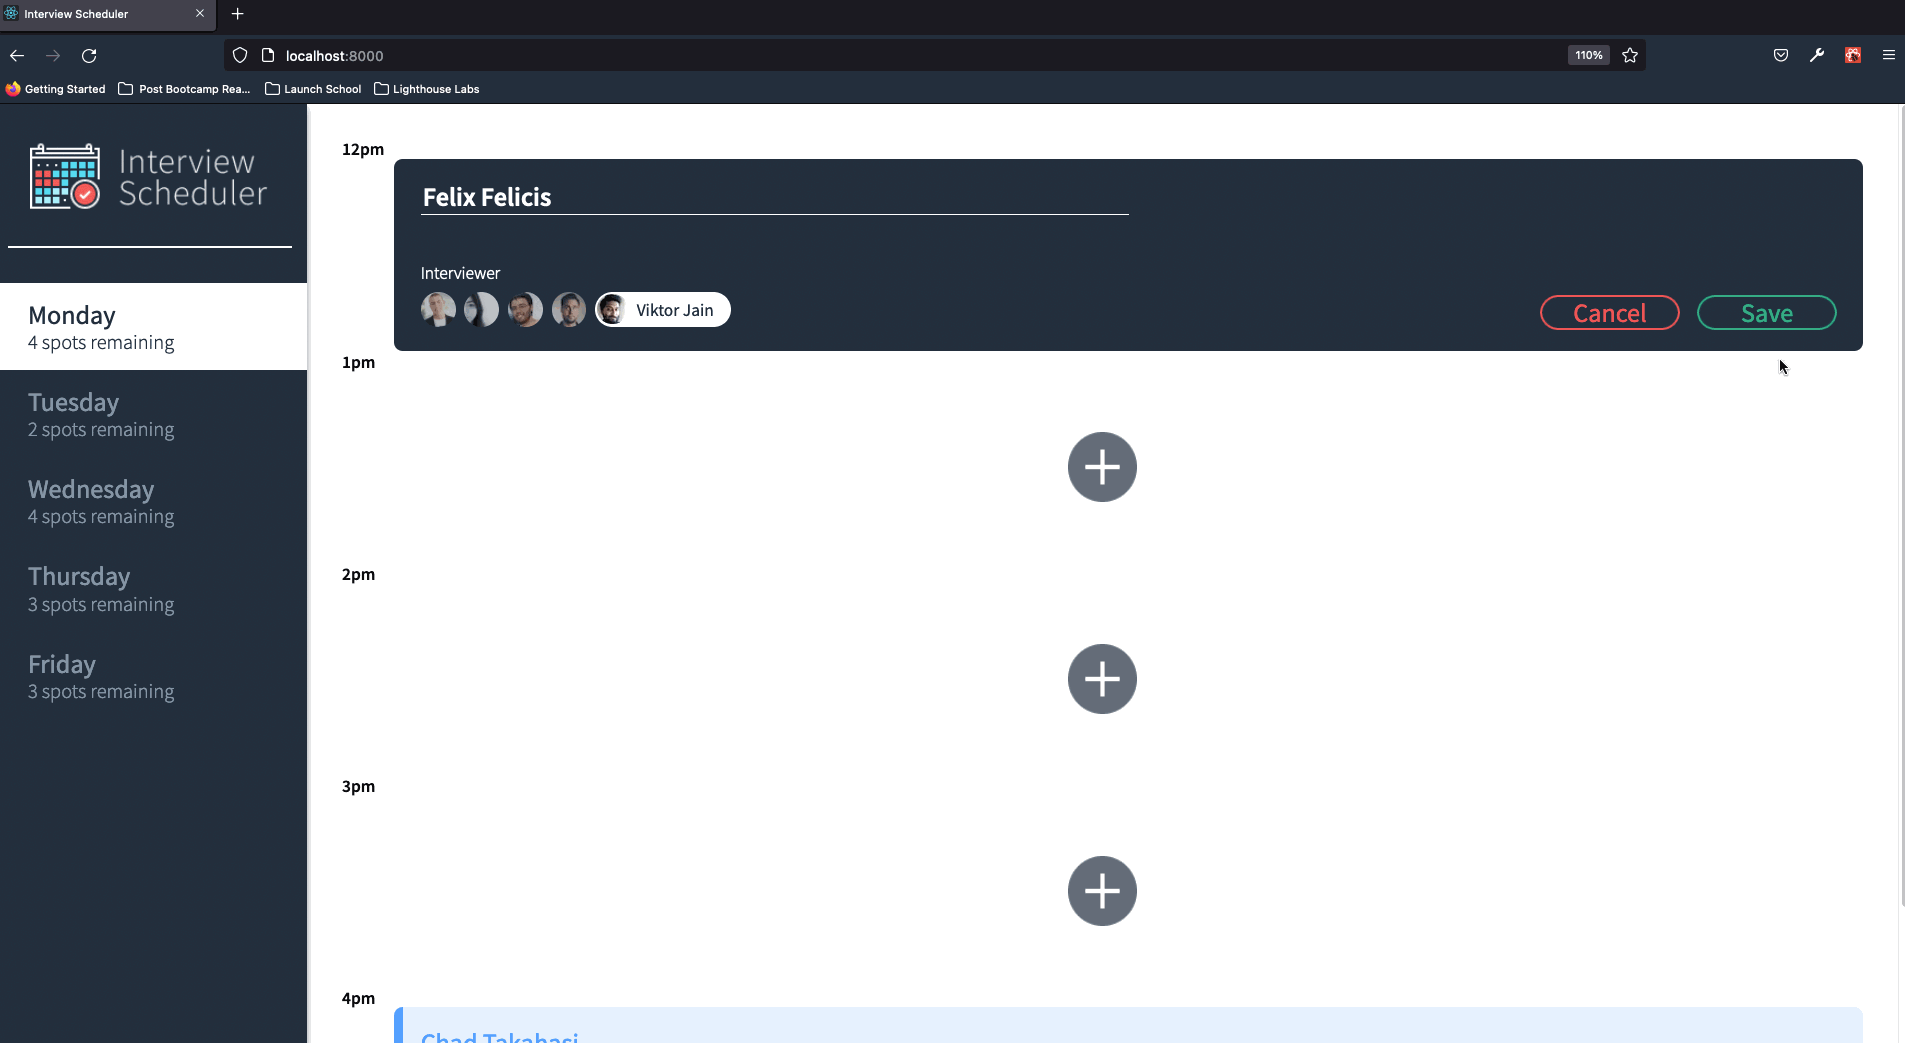 Interview Scheduler
localhost:8000
110%
Getting Started
Post Bootcamp Rea...
Launch School
Lighthouse Labs
Interview
Scheduler
Monday
4 spots remaining
Tuesday
2 spots remaining
Wednesday
4 spots remaining
Thursday
3 spots remaining
Friday
3 spots remaining
12pm
Felix Felicis
Interviewer
Viktor Jain
Cancel
Save
1pm
2pm
3pm
4pm
Chad Takahasi